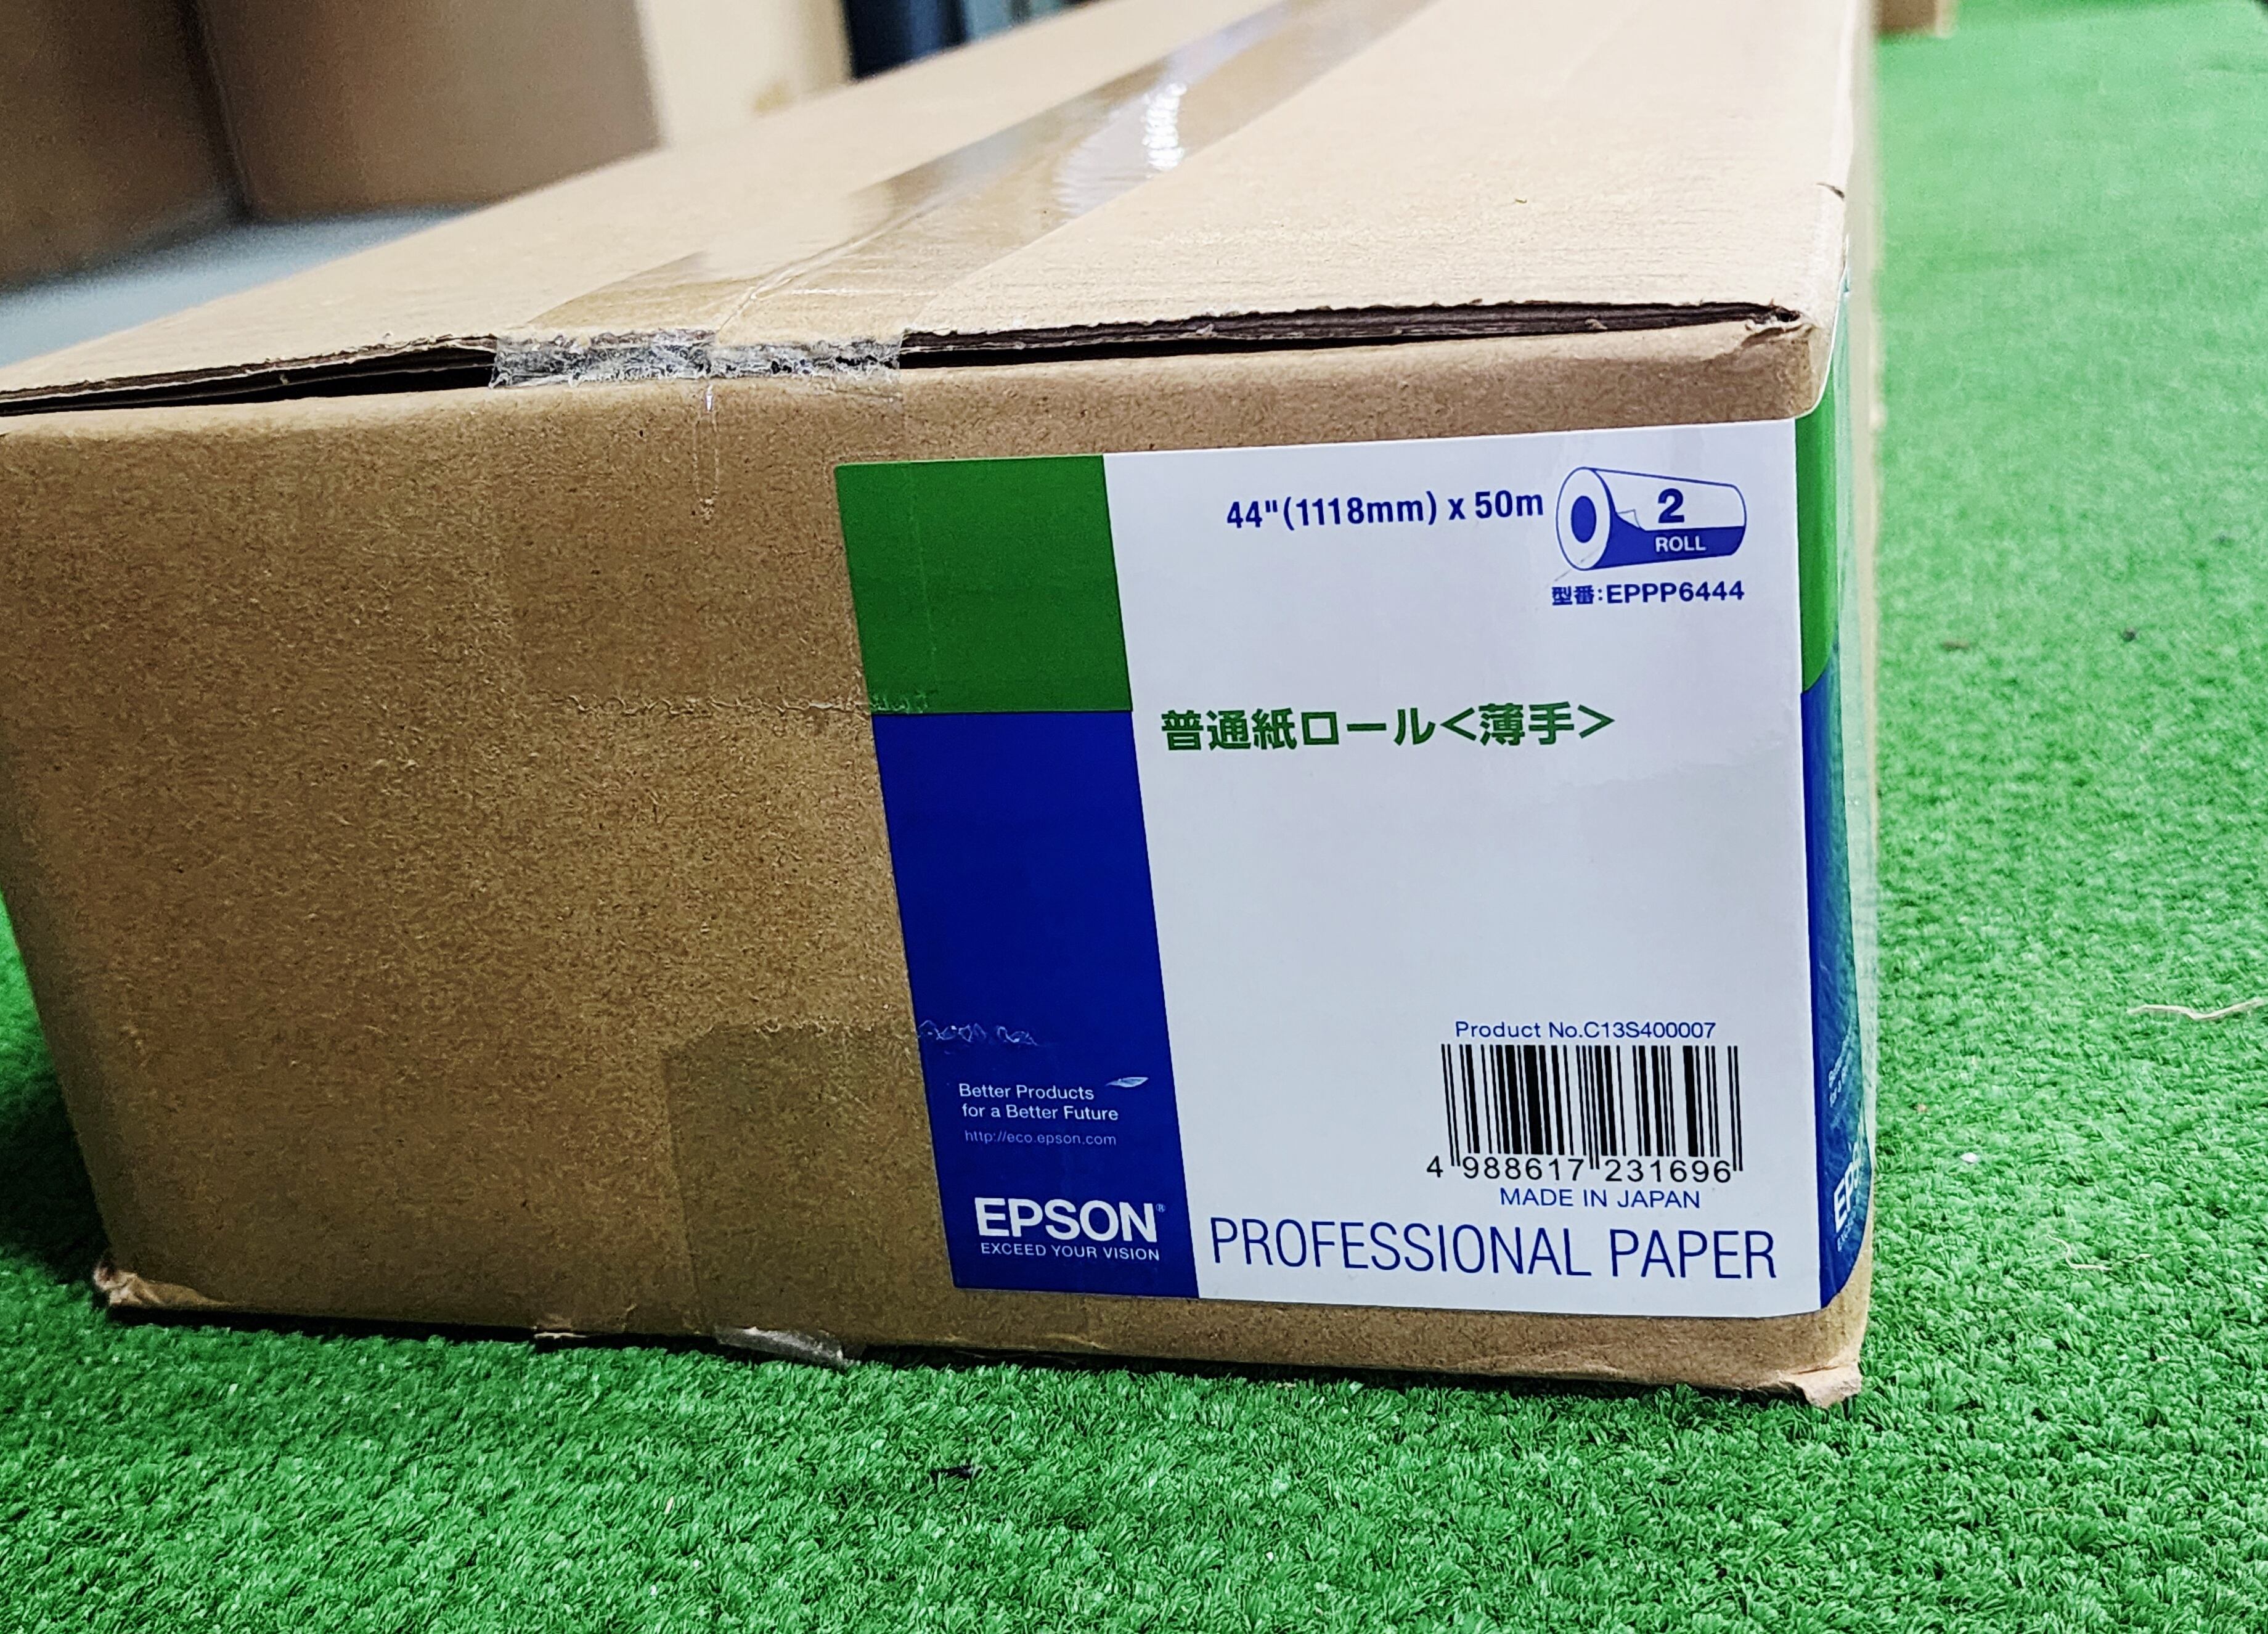 44"(1118mm) x 50m
2
ROLL
型番:EPPP6444
普通紙ロール<薄手>
Product No.C13S400007
4 988617 231696
MADE IN JAPAN
Better Products
for a Better Future
http://eco.epson.com
EPSON®
EXCEED YOUR VISION
PROFESSIONAL PAPER